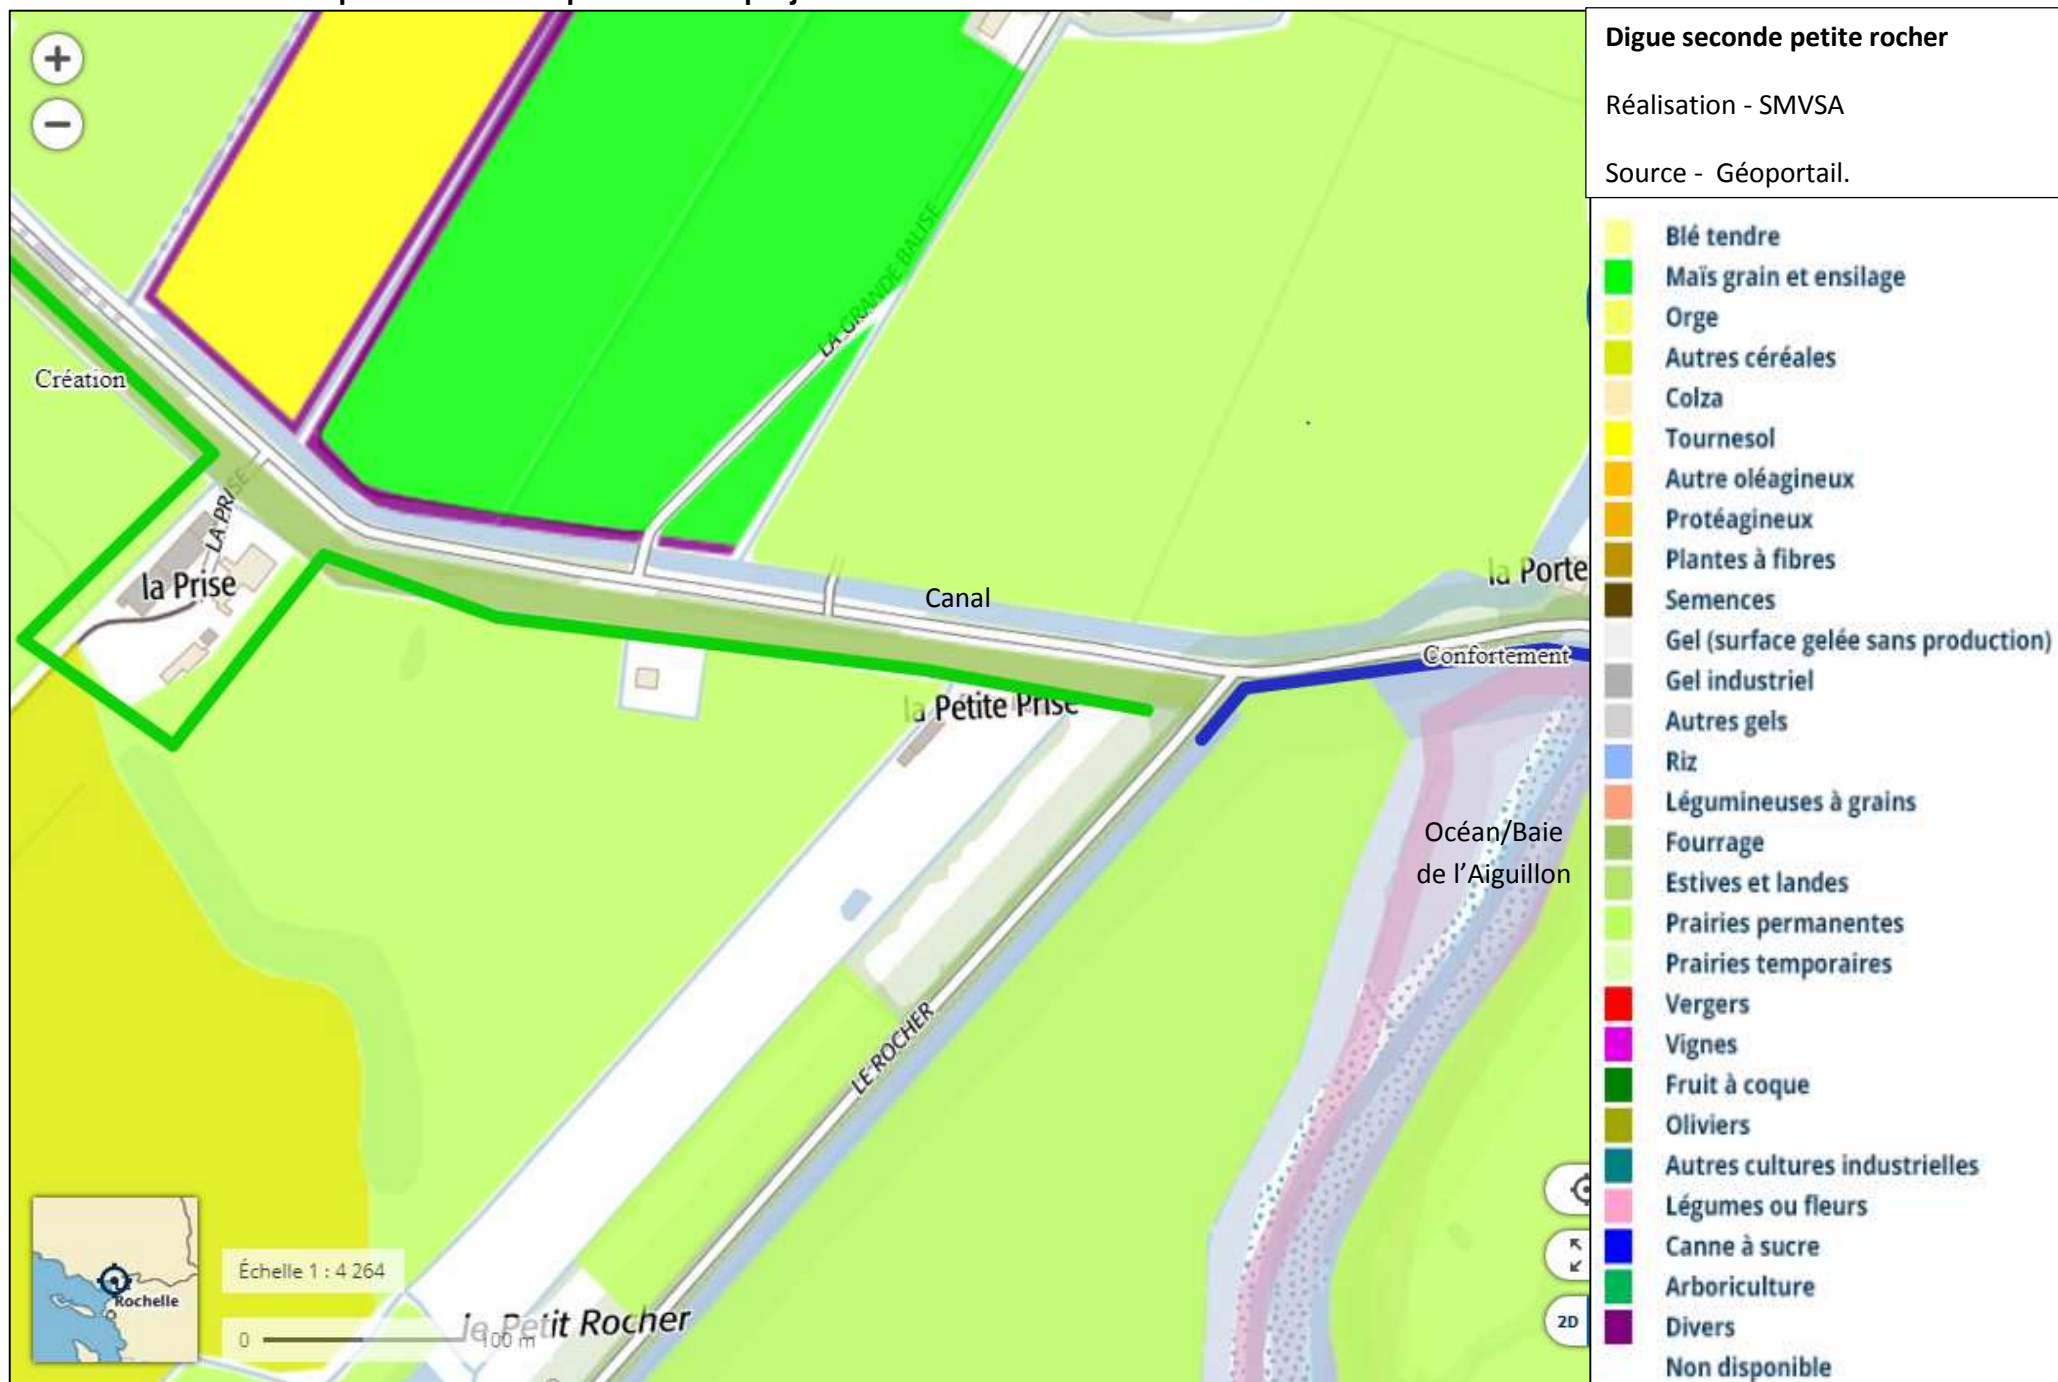 Digue seconde petite rocher
Réalisation - SMVSA
Source - Géoportail.
LA GRANDE BALISE
Création
LA PRISE
la Prise
Canal
la Porte
Confortement
la Petite Prise
Océan/Baie
de l'Aiguillon
LE ROCHER
Rochelle
Échelle 1 : 4 264
0
100 m
le Petit Rocher
2D
Blé tendre
Maïs grain et ensilage
Orge
Autres céréales
Colza
Tournesol
Autre oléagineux
Protéagineux
Plantes à fibres
Semences
Gel (surface gelée sans production)
Gel industriel
Autres gels
Riz
Légumineuses à grains
Fourrage
Estives et landes
Prairies permanentes
Prairies temporaires
Vergers
Vignes
Fruit à coque
Oliviers
Autres cultures industrielles
Légumes ou fleurs
Canne à sucre
Arboriculture
Divers
Non disponible